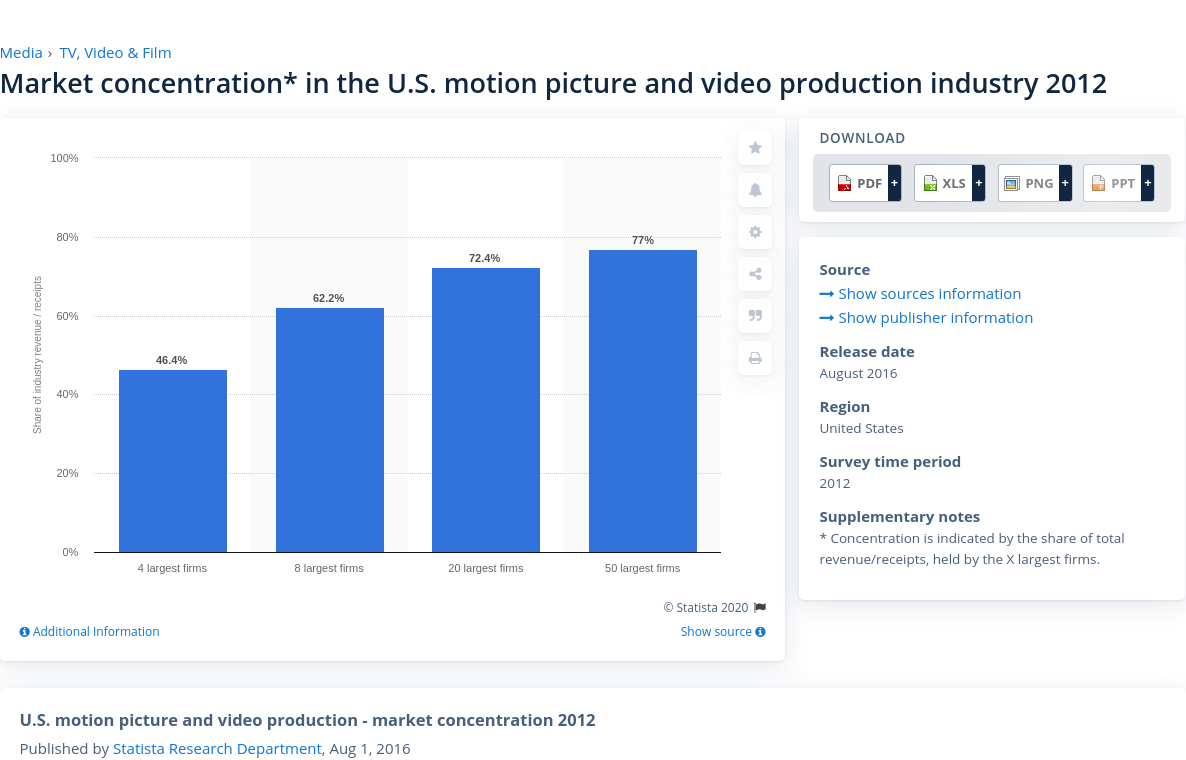 Media › TV, Video & Film
Market concentration* in the U.S. motion picture and video production industry 2012
100%
80%
60%
40%
20%
0%
Share of industry revenue / receipts
46.4%
62.2%
72.4%
77%
4 largest firms
8 largest firms
20 largest firms
50 largest firms
© Statista 2020
Additional Information
Show source
DOWNLOAD
PDF + XLS + PNG + PPT +
Source
Show sources information
Show publisher information
Release date
August 2016
Region
United States
Survey time period
2012
Supplementary notes
* Concentration is indicated by the share of total
revenue/receipts, held by the X largest firms.
U.S. motion picture and video production - market concentration 2012
Published by Statista Research Department, Aug 1, 2016